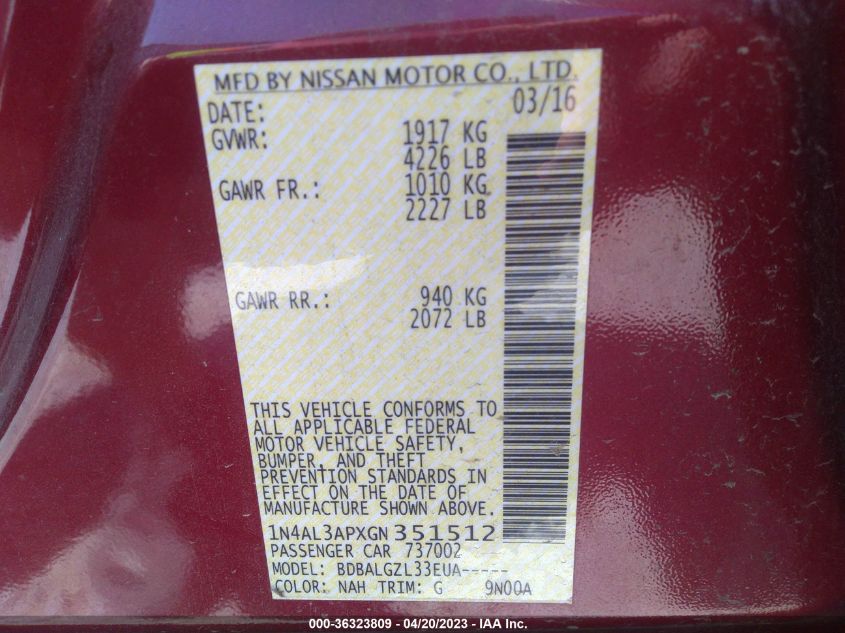 MFD BY NISSAN MOTOR CO., LTD.
DATE: 03/16
GVWR: 1917 KG
4226 LB
GAWR FR.: 1010 KG
2227 LB
GAWR RR.: 940 KG
2072 LB
THIS VEHICLE CONFORMS TO
ALL APPLICABLE FEDERAL
MOTOR VEHICLE SAFETY,
BUMPER, AND THEFT
PREVENTION STANDARDS IN
EFFECT ON THE DATE OF
MANUFACTURE SHOWN ABOVE.
1N4AL3APXGN351512
PASSENGER CAR 737002
MODEL: BDBALGZL33EUA-----
COLOR: NAH TRIM: G 9N00A
000-36323809 - 04/20/2023 - IAA Inc.